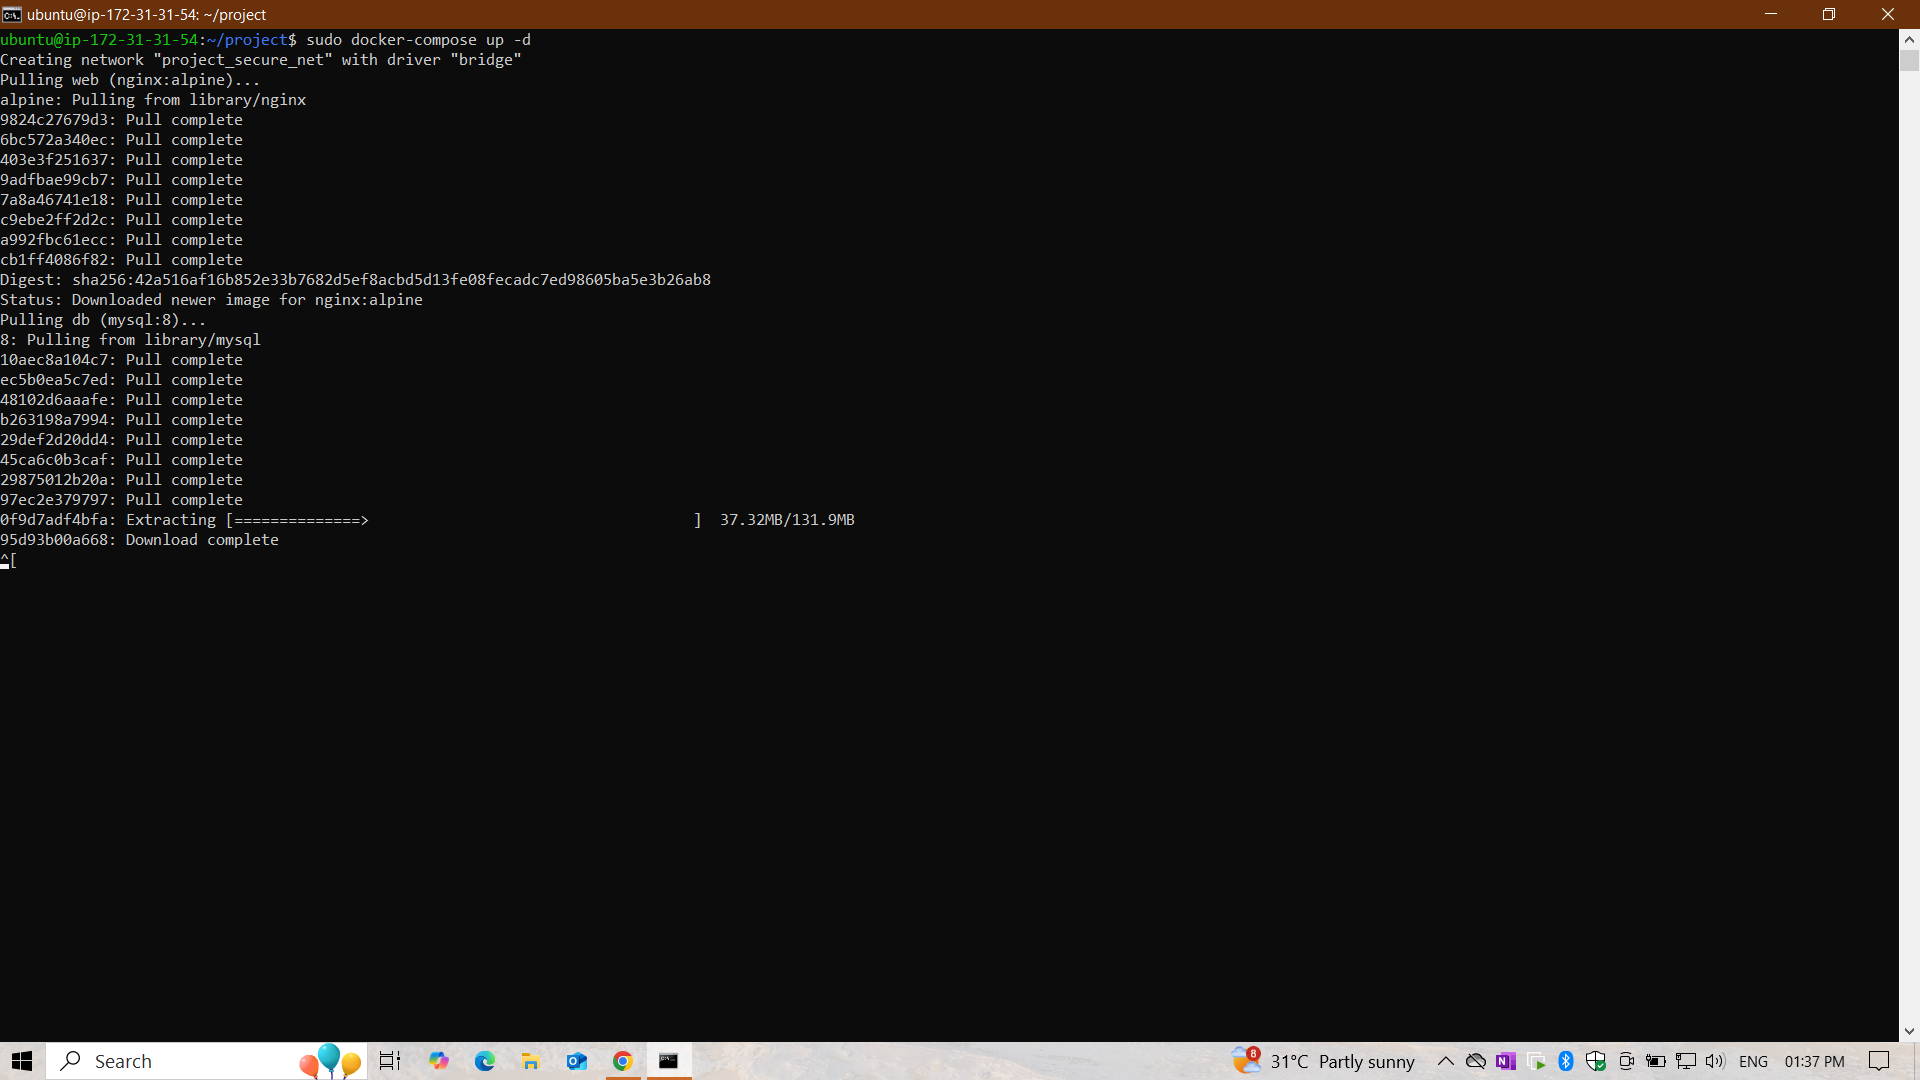 ubuntu@ip-172-31-31-54: ~/project
ubuntu@ip-172-31-31-54:~/project$ sudo docker-compose up -d
Creating network "project_secure_net" with driver "bridge"
Pulling web (nginx:alpine)...
alpine: Pulling from library/nginx
9824c27679d3: Pull complete
6bc572a340ec: Pull complete
403e3f251637: Pull complete
9adfbae99cb7: Pull complete
7a8a46741e18: Pull complete
c9ebe2ff2d2c: Pull complete
a992fbc61ecc: Pull complete
cb1ff4086f82: Pull complete
Digest: sha256:42a516af16b852e33b7682d5ef8acbd5d13fe08fecadc7ed98605ba5e3b26ab8
Status: Downloaded newer image for nginx:alpine
Pulling db (mysql:8)...
8: Pulling from library/mysql
10aec8a104c7: Pull complete
ec5b0ea5c7ed: Pull complete
48102d6aaafe: Pull complete
b263198a7994: Pull complete
29def2d20dd4: Pull complete
45ca6c0b3caf: Pull complete
29875012b20a: Pull complete
97ec2e379797: Pull complete
0f9d7adf4bfa: Extracting [==============>                                    ]  37.32MB/131.9MB
95d93b00a668: Download complete
^[
Search
8
31°C Partly sunny
ENG
01:37 PM